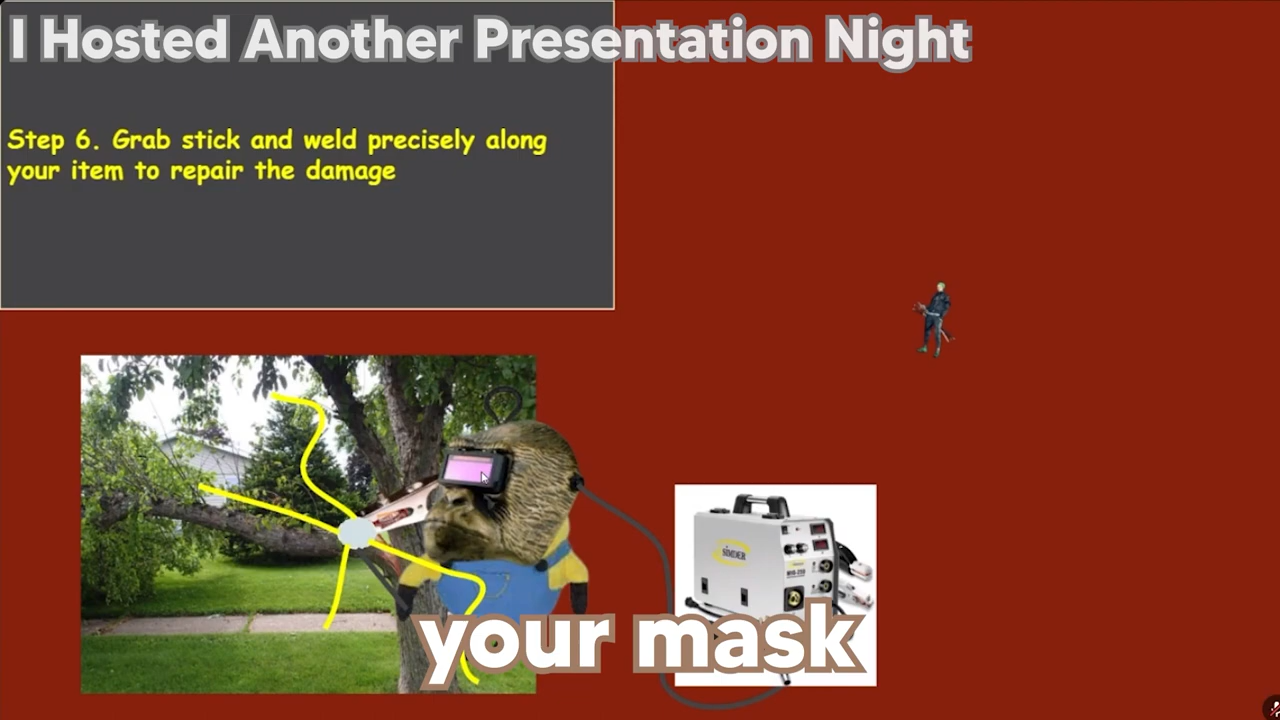 I Hosted Another Presentation Night
Step 6. Grab stick and weld precisely along
your item to repair the damage
SIMDER
your mask